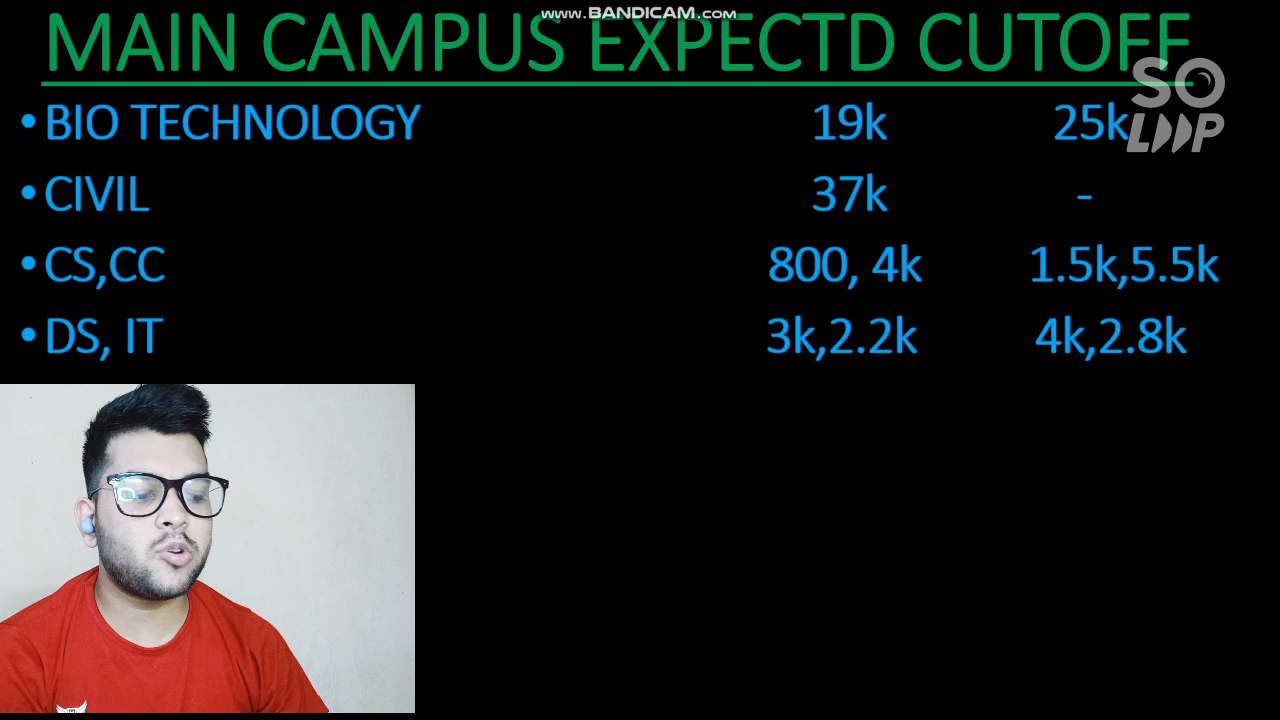 www.BANDICAM.com
MAIN CAMPUS EXPECTD CUTOFF
SO LOOP
• BIO TECHNOLOGY 19k 25k
• CIVIL 37k -
• CS,CC 800, 4k 1.5k,5.5k
• DS, IT 3k,2.2k 4k,2.8k